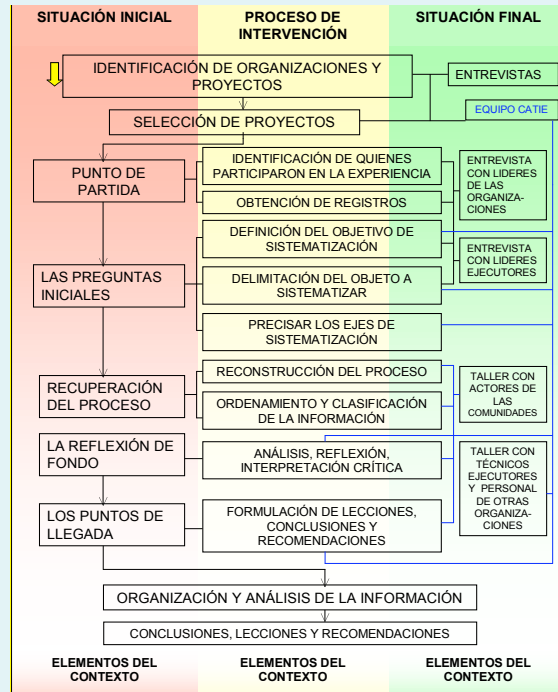 SITUACIÓN INICIAL
PROCESO DE
INTERVENCIÓN
SITUACIÓN FINAL
IDENTIFICACIÓN DE ORGANIZACIONES Y
PROYECTOS
ENTREVISTAS
SELECCIÓN DE PROYECTOS
EQUIPO CATIE
PUNTO DE
PARTIDA
IDENTIFICACIÓN DE QUIENES
PARTICIPARON EN LA EXPERIENCIA
OBTENCIÓN DE REGISTROS
ENTREVISTA
CON LIDERES
DE LAS
ORGANIZA-
CIONES
LAS PREGUNTAS
INICIALES
DEFINICIÓN DEL OBJETIVO DE
SISTEMATIZACIÓN
DELIMITACIÓN DEL OBJETO A
SISTEMATIZAR
PRECISAR LOS EJES DE
SISTEMATIZACIÓN
ENTREVISTA
CON LIDERES
EJECUTORES
RECUPERACIÓN
DEL PROCESO
RECONSTRUCCIÓN DEL PROCESO
ORDENAMIENTO Y CLASIFICACIÓN
DE LA INFORMACIÓN
TALLER CON
ACTORES DE
LAS
COMUNIDADES
LA REFLEXIÓN DE
FONDO
ANÁLISIS, REFLEXIÓN,
INTERPRETACIÓN CRÍTICA
TALLER CON
TÉCNICOS
EJECUTORES
Y PERSONAL
DE OTRAS
ORGANIZA-
CIONES
LOS PUNTOS DE
LLEGADA
FORMULACIÓN DE LECCIONES,
CONCLUSIONES Y
RECOMENDACIONES
ORGANIZACIÓN Y ANÁLISIS DE LA INFORMACIÓN
CONCLUSIONES, LECCIONES Y RECOMENDACIONES
ELEMENTOS DEL
CONTEXTO
ELEMENTOS DEL
CONTEXTO
ELEMENTOS DEL
CONTEXTO